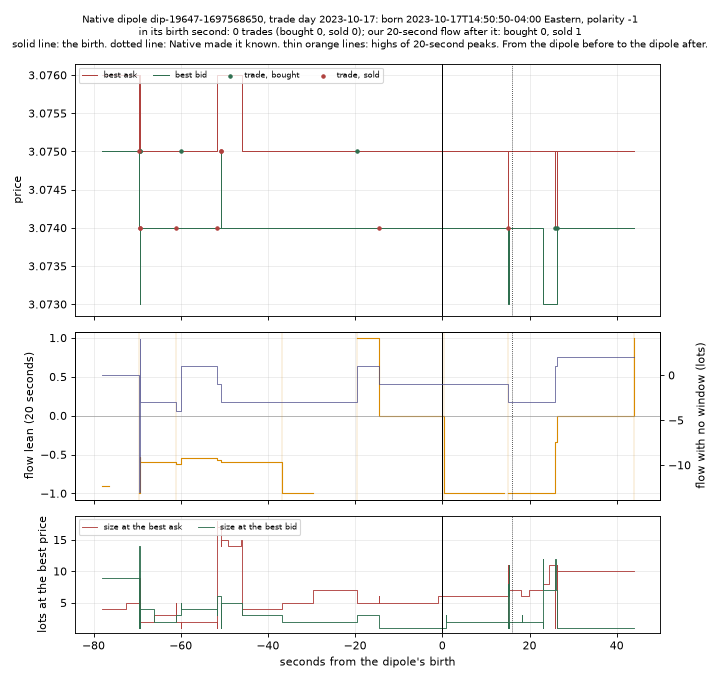 Native dipole dip-19647-1697568650, trade day 2023-10-17: born 2023-10-17T14:50:50-04:00 Eastern, polarity -1
in its birth second: 0 trades (bought 0, sold 0); our 20-second flow after it: bought 0, sold 1
solid line: the birth. dotted line: Native made it known. thin orange lines: highs of 20-second peaks. From the dipole before to the dipole after.
best ask best bid trade, bought trade, sold
3.0760
3.0755
3.0750
3.0745
3.0740
3.0735
3.0730
price
1.0
0.5
0.0
−0.5
−1.0
flow lean (20 seconds)
0
−5
−10
flow with no window (lots)
size at the best ask size at the best bid
15
10
5
lots at the best price
−80 −60 −40 −20 0 20 40
seconds from the dipole's birth